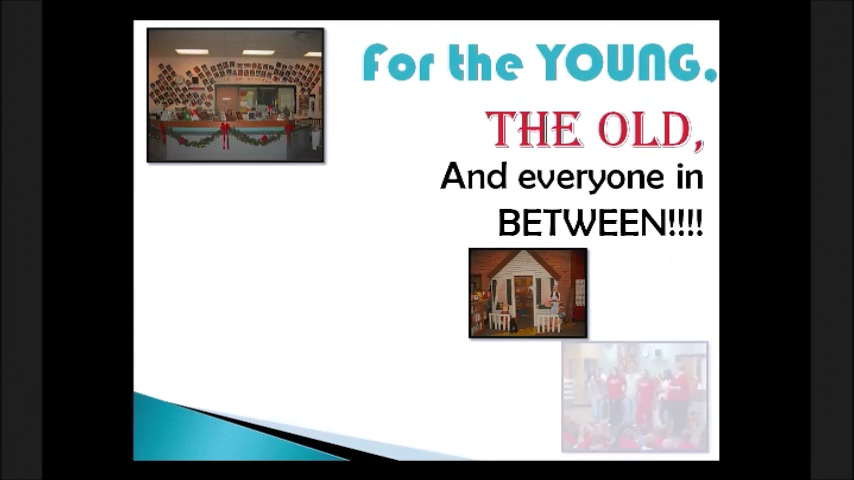 For the YOUNG,
THE OLD,
And everyone in
BETWEEN!!!!